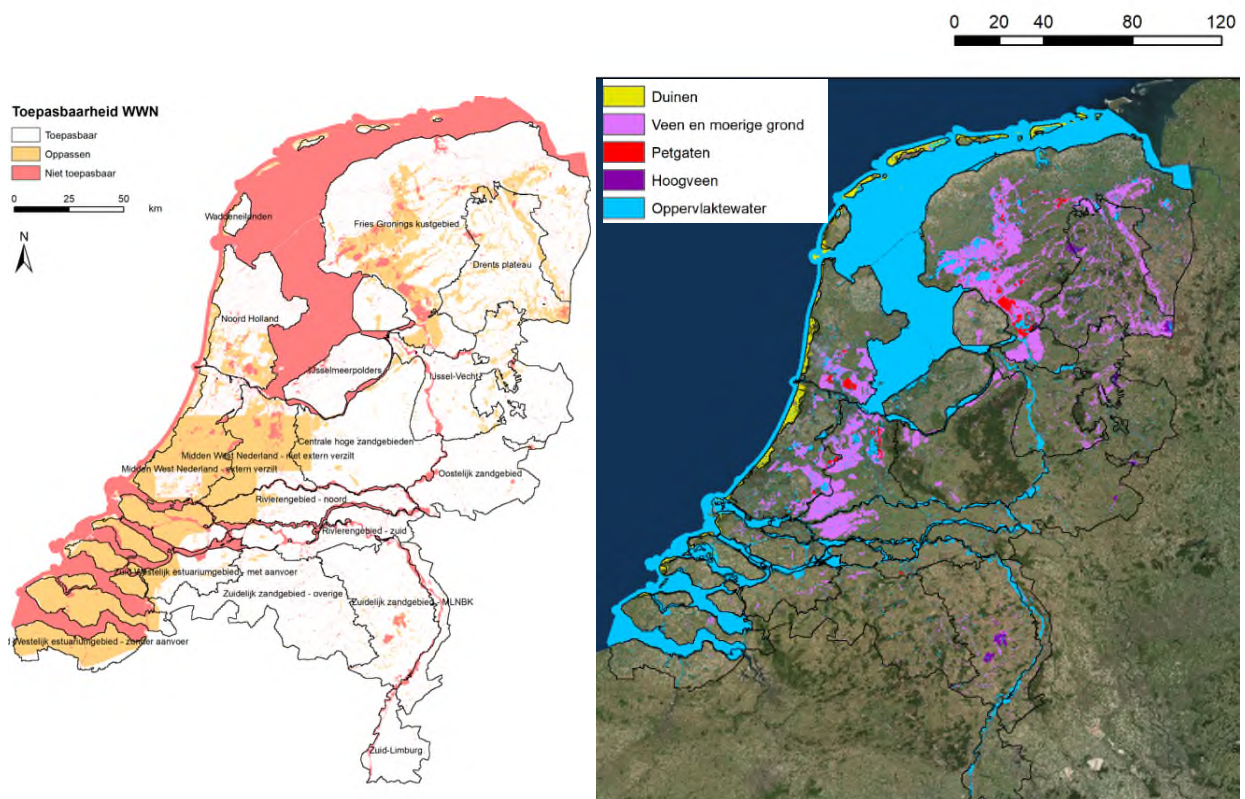 0 20 40 80 120
Toepasbaarheid WWN
Toepasbaar
Oppassen
Niet toepasbaar
0 25 50
km
N
Waddeneilanden
Fries Gronings kustgebied
Drents plateau
Noord Holland
IJsselmeerpolders
IJssel-Vecht
Centrale hoge zandgebieden
Midden West Nederland - niet extern verzilt
Midden West Nederland - extern verzilt
Oostelijk zandgebied
Rivierengebied - noord
Rivierengebied - zuid
Zuid-Westelijk estuariumgebied - met aanvoer
Zuidelijk zandgebied - overige
Zuidelijk zandgebied - MLNBK
Westelijk estuariumgebied - zonder aanvoer
Zuid-Limburg
Duinen
Veen en moerige grond
Petgaten
Hoogveen
Oppervlaktewater